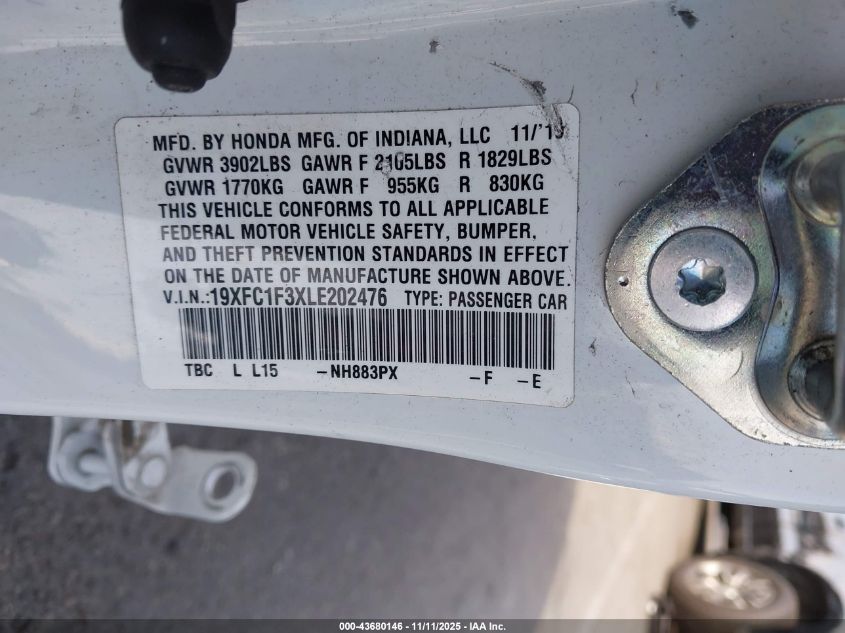 MFD. BY HONDA MFG. OF INDIANA, LLC 11/'19
GVWR 3902LBS GAWR F 2105LBS R 1829LBS
GVWR 1770KG GAWR F 955KG R 830KG
THIS VEHICLE CONFORMS TO ALL APPLICABLE
FEDERAL MOTOR VEHICLE SAFETY, BUMPER,
AND THEFT PREVENTION STANDARDS IN EFFECT
ON THE DATE OF MANUFACTURE SHOWN ABOVE.
V.I.N.:19XFC1F3XLE202476 TYPE: PASSENGER CAR
TBC L L15 -NH883PX -F -E
000-43680146 - 11/11/2025 - IAA Inc.